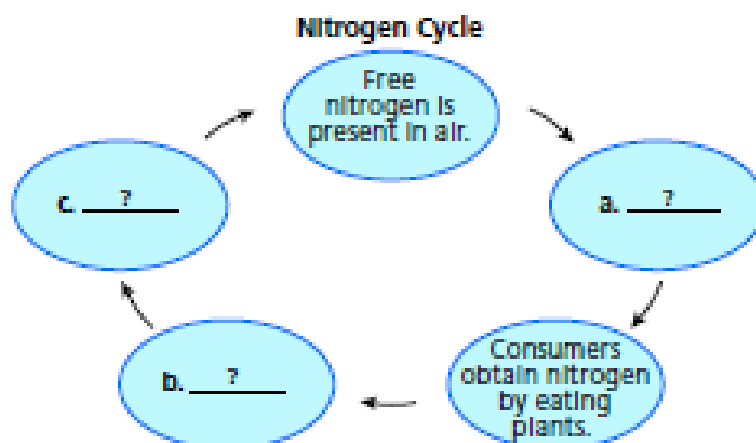 Nitrogen Cycle
Free
nitrogen is
present in air.
c. ?
a. ?
b. ?
Consumers
obtain nitrogen
by eating
plants.